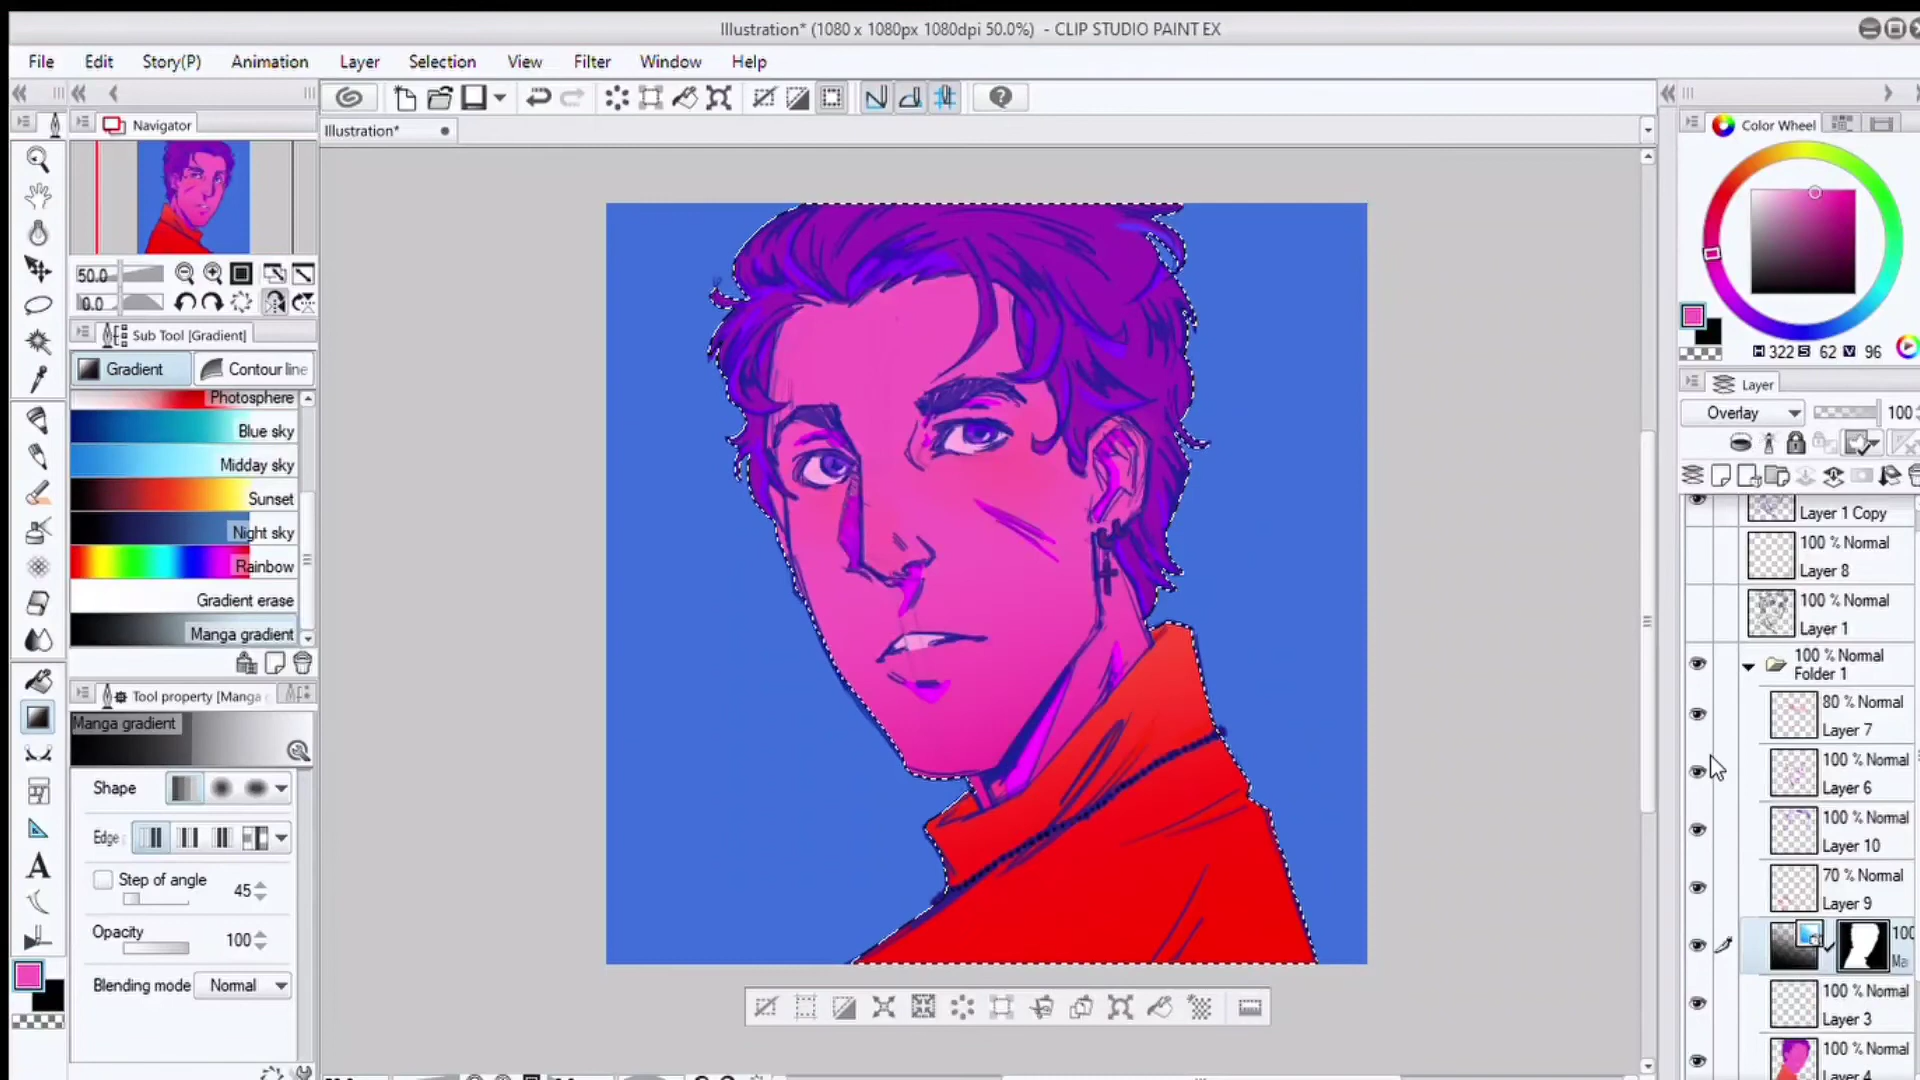 Illustration* (1080 x 1080px 1080dpi 50.0%) - CLIP STUDIO PAINT EX
File Edit Story(P) Animation Layer Selection View Filter Window Help
Illustration*
Navigator
50.0
0.0
Sub Tool [Gradient]
Gradient
Contour line
Photosphere
Blue sky
Midday sky
Sunset
Night sky
Rainbow
Gradient erase
Manga gradient
Tool property [Manga
Manga gradient
Shape
Edge
Step of angle 45
Opacity 100
Blending mode Normal
A
Color Wheel
H 322 S 62 V 96
Layer
Overlay 100
Layer 1 Copy
100 % Normal
Layer 8
100 % Normal
Layer 1
100 % Normal
Folder 1
80 % Normal
Layer 7
100 % Normal
Layer 6
100 % Normal
Layer 10
70 % Normal
Layer 9
100
Ma
100 % Normal
Layer 3
100 % Normal
Layer 4